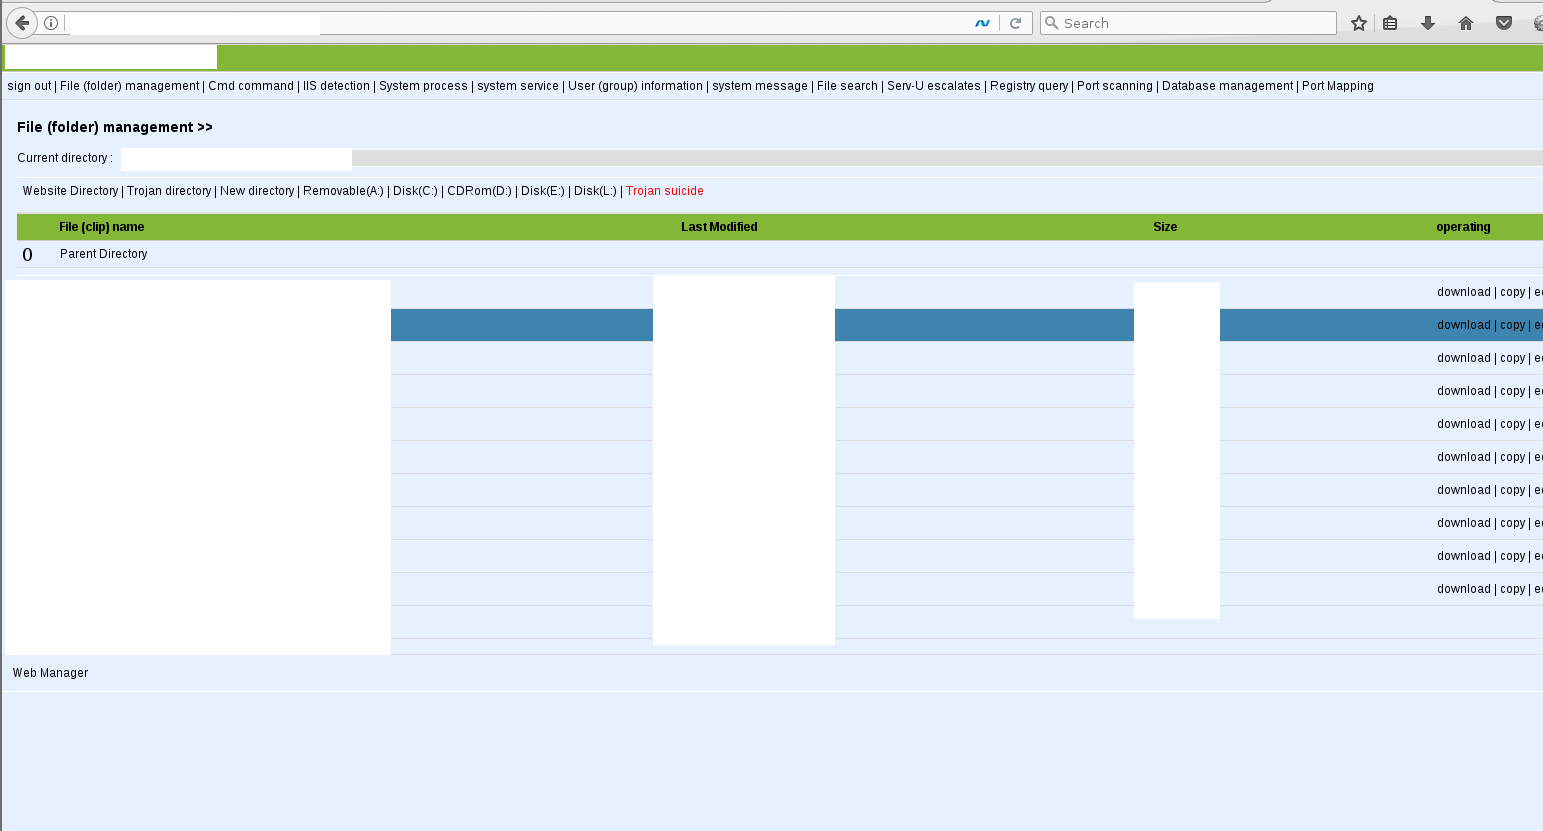 Search
sign out | File (folder) management | Cmd command | IIS detection | System process | system service | User (group) information | system message | File search | Serv-U escalates | Registry query | Port scanning | Database management | Port Mapping
File (folder) management >>
Current directory :
Website Directory | Trojan directory | New directory | Removable(A:) | Disk(C:) | CDRom(D:) | Disk(E:) | Disk(L:) | Trojan suicide
File (clip) name Last Modified Size operating
0 Parent Directory
download | copy |
download | copy |
download | copy |
download | copy |
download | copy |
download | copy |
download | copy |
download | copy |
download | copy |
download | copy |
Web Manager